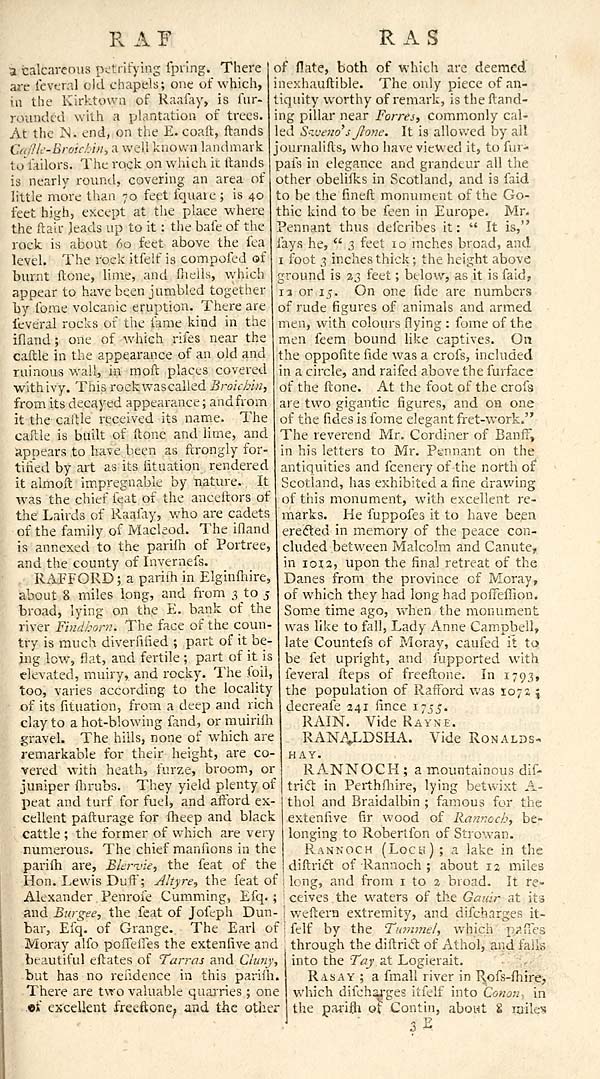 RAF
RAS
a calcareous petrifying ſpring. There
are ſeveral old chapels; one of which,
in the Kirktown of Raaſay, is ſur-
rounded with a plantation of trees.
At the N. end, on the E. coaſt, ſtands
Caſtle-Broichin, a well known landmark
to ſailors. The rock on which it ſtands
is nearly round, covering an area of
little more than 70 feet ſquare; is 40
feet high, except at the place where
the ſtair leads up to it: the baſe of the
rock is about 60 feet above the ſea
level. The rock itſelf is compoſed of
burnt ſtone, lime, and ſhells, which
appear to have been jumbled together
by ſome volcanic eruption. There are
ſeveral rocks of the ſame kind in the
iſland; one of which riſes near the
caſtle in the appearance of an old and
ruinous wall, in moſt places covered
with ivy. This rock was called Broichin,
from its decayed appearance; and from
it the caſtle received its name. The
caſtle is built of ſtone and lime, and
appears to have been as ſtrongly for-
tified by art as its ſituation rendered
it almoſt impregnable by nature. It
was the chief ſeat of the anceſtors of
the Lairds of Raaſay, who are cadets
of the family of Macleod. The iſland
is annexed to the pariſh of Portree,
and the county of Inverneſs.
RAFFORD; a pariſh in Elginſhire,
about 8 miles long, and from 3 to 5
broad, lying on the E. bank of the
river Findhorn. The face of the coun-
try is much diverſified; part of it be-
ing low, flat, and fertile; part of it is
elevated, muiry, and rocky. The ſoil,
too, varies according to the locality
of its ſituation, from a deep and rich
clay to a hot-blowing ſand, or muiriſh
gravel. The hills, none of which are
remarkable for their height, are co-
vered with heath, furze, broom, or
juniper ſhrubs. They yield plenty of
peat and turf for fuel, and afford ex-
cellent paſturage for ſheep and black
cattle; the former of which are very
numerous. The chief manſions in the
pariſh are, Blervie, the ſeat of the
Hon. Lewis Duff; Altyre, the ſeat of
Alexander Penroſe Cumming, Eſq.;
and Burgee, the ſeat of Joſeph Dun-
bar, Eſq. of Grange. The Earl of
Moray alſo poſſeſſes the extenſive and
beautiful eſtates of Tarras and Cluny,
but has no reſidence in this pariſh.
There are two valuable quarries; one
of excellent freeſtone, and the other
of ſlate, both of which are deemed
inexhauſtible. The only piece of an-
tiquity worthy of remark, is the ſtand-
ing pillar near Forres, commonly cal-
led Sweno's ſtone. It is allowed by all
journaliſts, who have viewed it, to ſur-
paſs in elegance and grandeur all the
other obeliſks in Scotland, and is ſaid
to be the fineſt monument of the Go-
thic kind to be ſeen in Europe. Mr.
Pennant thus deſcribes it: " It is,"
ſays he, " 3 feet 10 inches broad, and
1 foot 3 inches thick; the height above
ground is 23 feet; below, as it is ſaid,
12 or 15. On one ſide are numbers
of rude figures of animals and armed
men, with colours flying: ſome of the
men ſeem bound like captives. On
the oppoſite ſide was a croſs, included
in a circle, and raiſed above the ſurface
of the ſtone. At the foot of the croſs
are two gigantic figures, and on one
of the ſides is ſome elegant fret-work."
The reverend Mr. Cordiner of Banff,
in his letters to Mr. Pennant on the
antiquities and ſcenery of the north of
Scotland, has exhibited a fine drawing
of this monument, with excellent re-
marks. He ſuppoſes it to have been
erected in memory of the peace con-
cluded between Malcolm and Canute,
in 1012, upon the final retreat of the
Danes from the province of Moray,
of which they had long had poſſeſſion.
Some time ago, when the monument
was like to fall, Lady Anne Campbell,
late Counteſs of Moray, cauſed it to
be ſet upright, and ſupported with
ſeveral ſteps of freeſtone. In 1793,
the population of Rafford was 1072;
decreaſe 241 ſince 1755.
RAIN. Vide RAYNE.
RANALDSHA. Vide RONALDS-
HAY.
RANNOCH; a mountainous diſ-
trict in Perthſhire, lying betwixt A-
thol and Braidalbin; famous for the
extenſive fir wood of Rannoch, be-
longing to Robertſon of Strowan.
RANNOCH (LOCH); a lake in the
diſtrict of Rannoch; about 12 miles
long, and from 1 to 2 broad. It re-
ceives the waters of the Gauir at its
weſtern extremity, and diſcharges it-
ſelf by the Tummel, which paſſes
through the diſtrict of Athol, and falls
into the Tay at Logierait.
RASAY; a ſmall river in Roſs-ſhire,
which diſcharges itſelf into Conon, in
the pariſh of Contin, about 8 miles
3 E